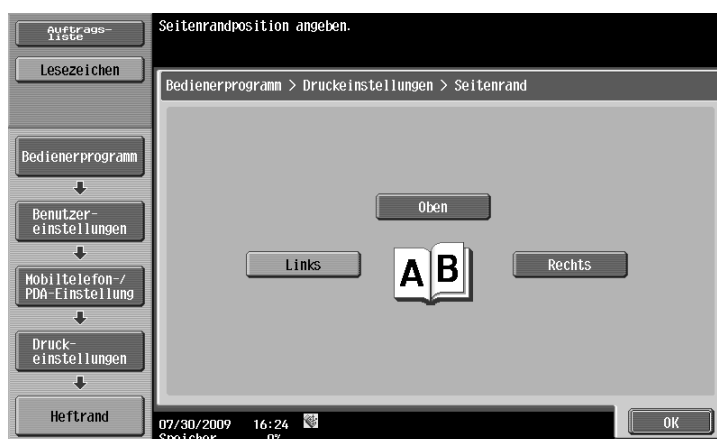 Auftrags-
liste
Seitenrandposition angeben.
Lesezeichen
Bedienerprogramm > Druckeinstellungen > Seitenrand
Bedienerprogramm
Benutzer-
einstellungen
Mobiltelefon-/
PDA-Einstellung
Druck-
einstellungen
Heftrand
Oben
Links
A B
Rechts
07/30/2009 16:24
Speicher 0%
OK